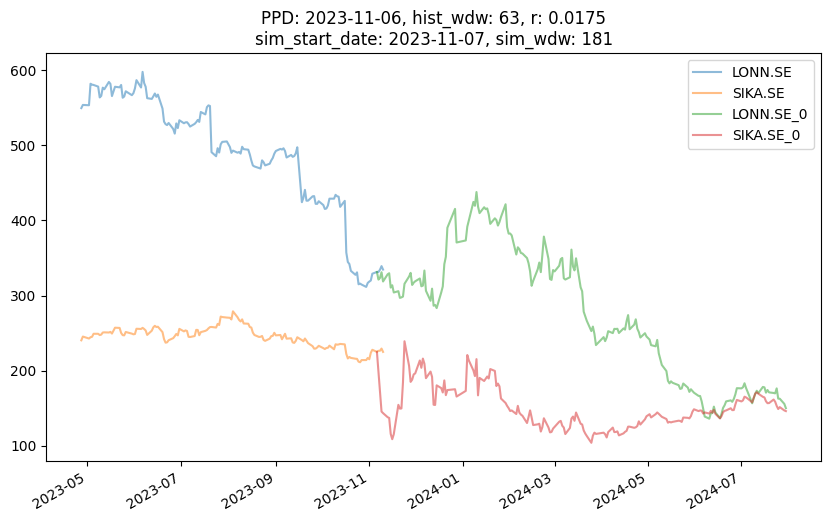 PPD: 2023-11-06, hist_wdw: 63, r: 0.0175
sim_start_date: 2023-11-07, sim_wdw: 181
LONN.SE
SIKA.SE
LONN.SE_0
SIKA.SE_0
600
500
400
300
200
100
2023-05
2023-07
2023-09
2023-11
2024-01
2024-03
2024-05
2024-07